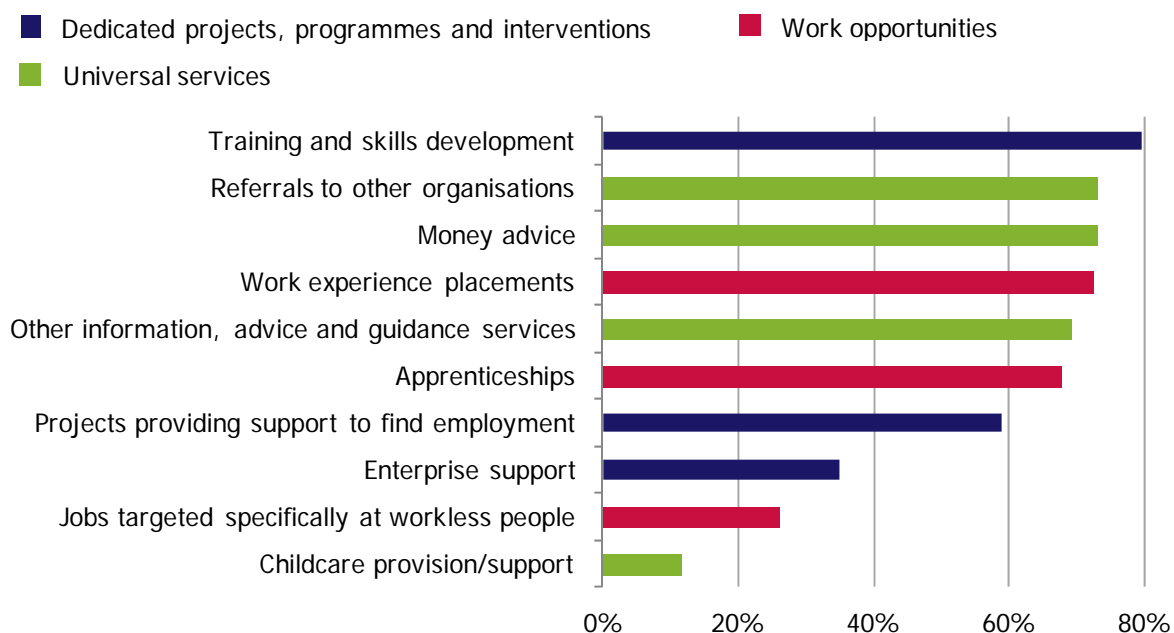 Dedicated projects, programmes and interventions
Work opportunities
Universal services
Training and skills development
Referrals to other organisations
Money advice
Work experience placements
Other information, advice and guidance services
Apprenticeships
Projects providing support to find employment
Enterprise support
Jobs targeted specifically at workless people
Childcare provision/support
0% 20% 40% 60% 80%